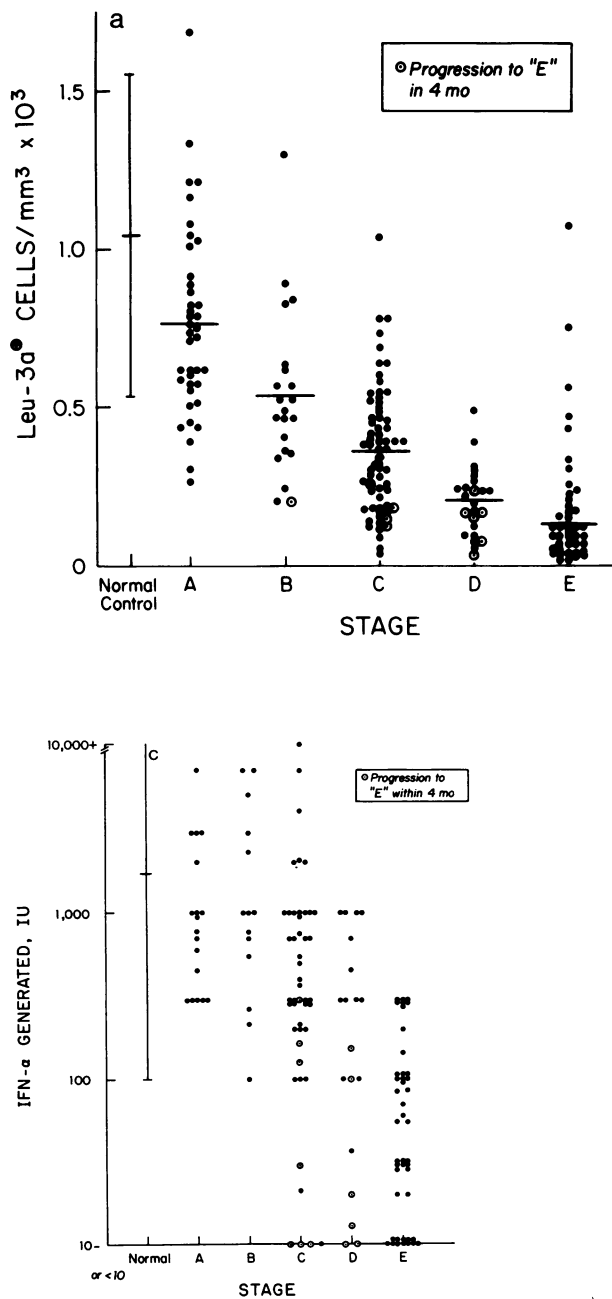 a
⊙ Progression to "E"
in 4 mo
Leu-3a⊕ CELLS/mm³ x 10³
1.5
1.0
0.5
0
Normal
Control
A B C D E
STAGE
10,000+
C
⊙ Progression to
"E" within 4 mo
IFN-α GENERATED, IU
1,000
100
10-
or <10
Normal A B C D E
STAGE